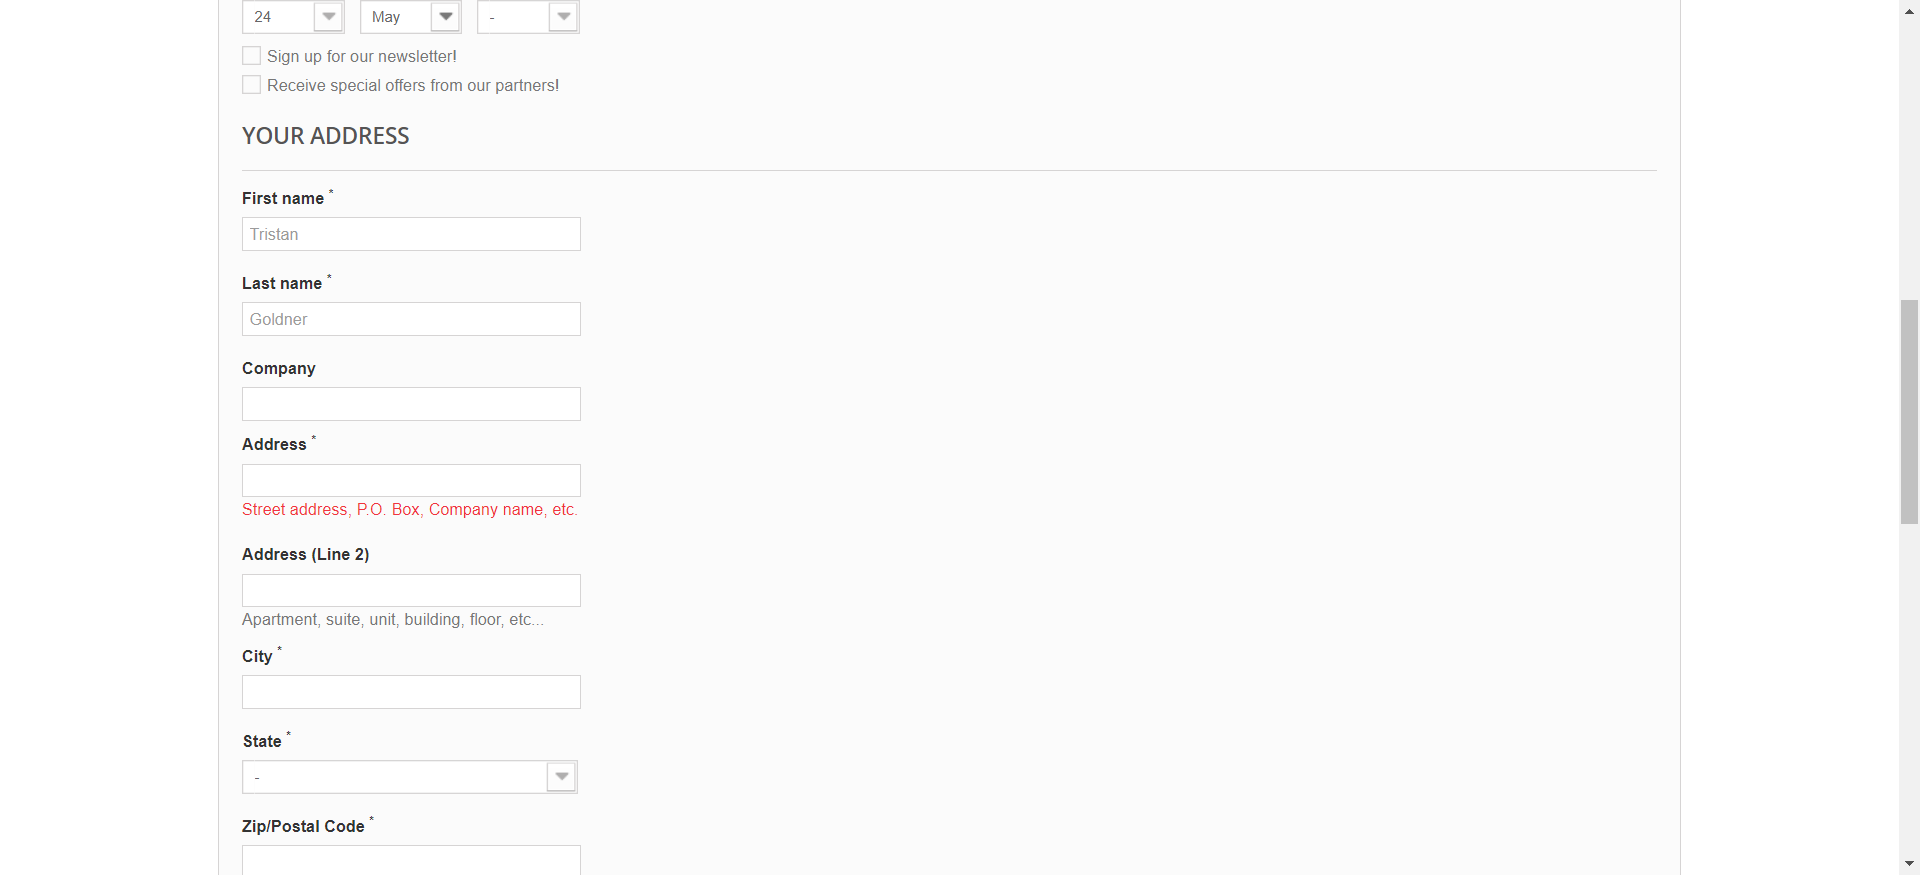 24 May -
Sign up for our newsletter!
Receive special offers from our partners!
YOUR ADDRESS
First name *
Tristan
Last name *
Goldner
Company
Address *
Street address, P.O. Box, Company name, etc.
Address (Line 2)
Apartment, suite, unit, building, floor, etc...
City *
State *
-
Zip/Postal Code *